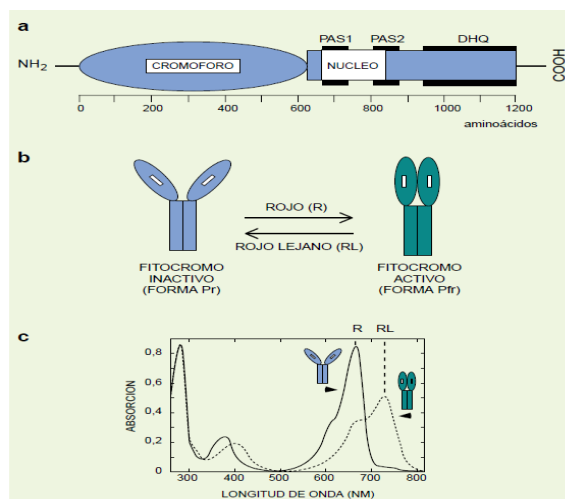 a
PAS1 PAS2 DHQ
NH2 CROMOFORO NUCLEO COOH
0 200 400 600 800 1000 1200
aminoácidos
b
ROJO (R)
ROJO LEJANO (RL)
FITOCROMO
INACTIVO
(FORMA Pr)
FITOCROMO
ACTIVO
(FORMA Pfr)
c
R RL
ABSORCION
0,8
0,6
0,4
0,2
0
300 400 500 600 700 800
LONGITUD DE ONDA (NM)